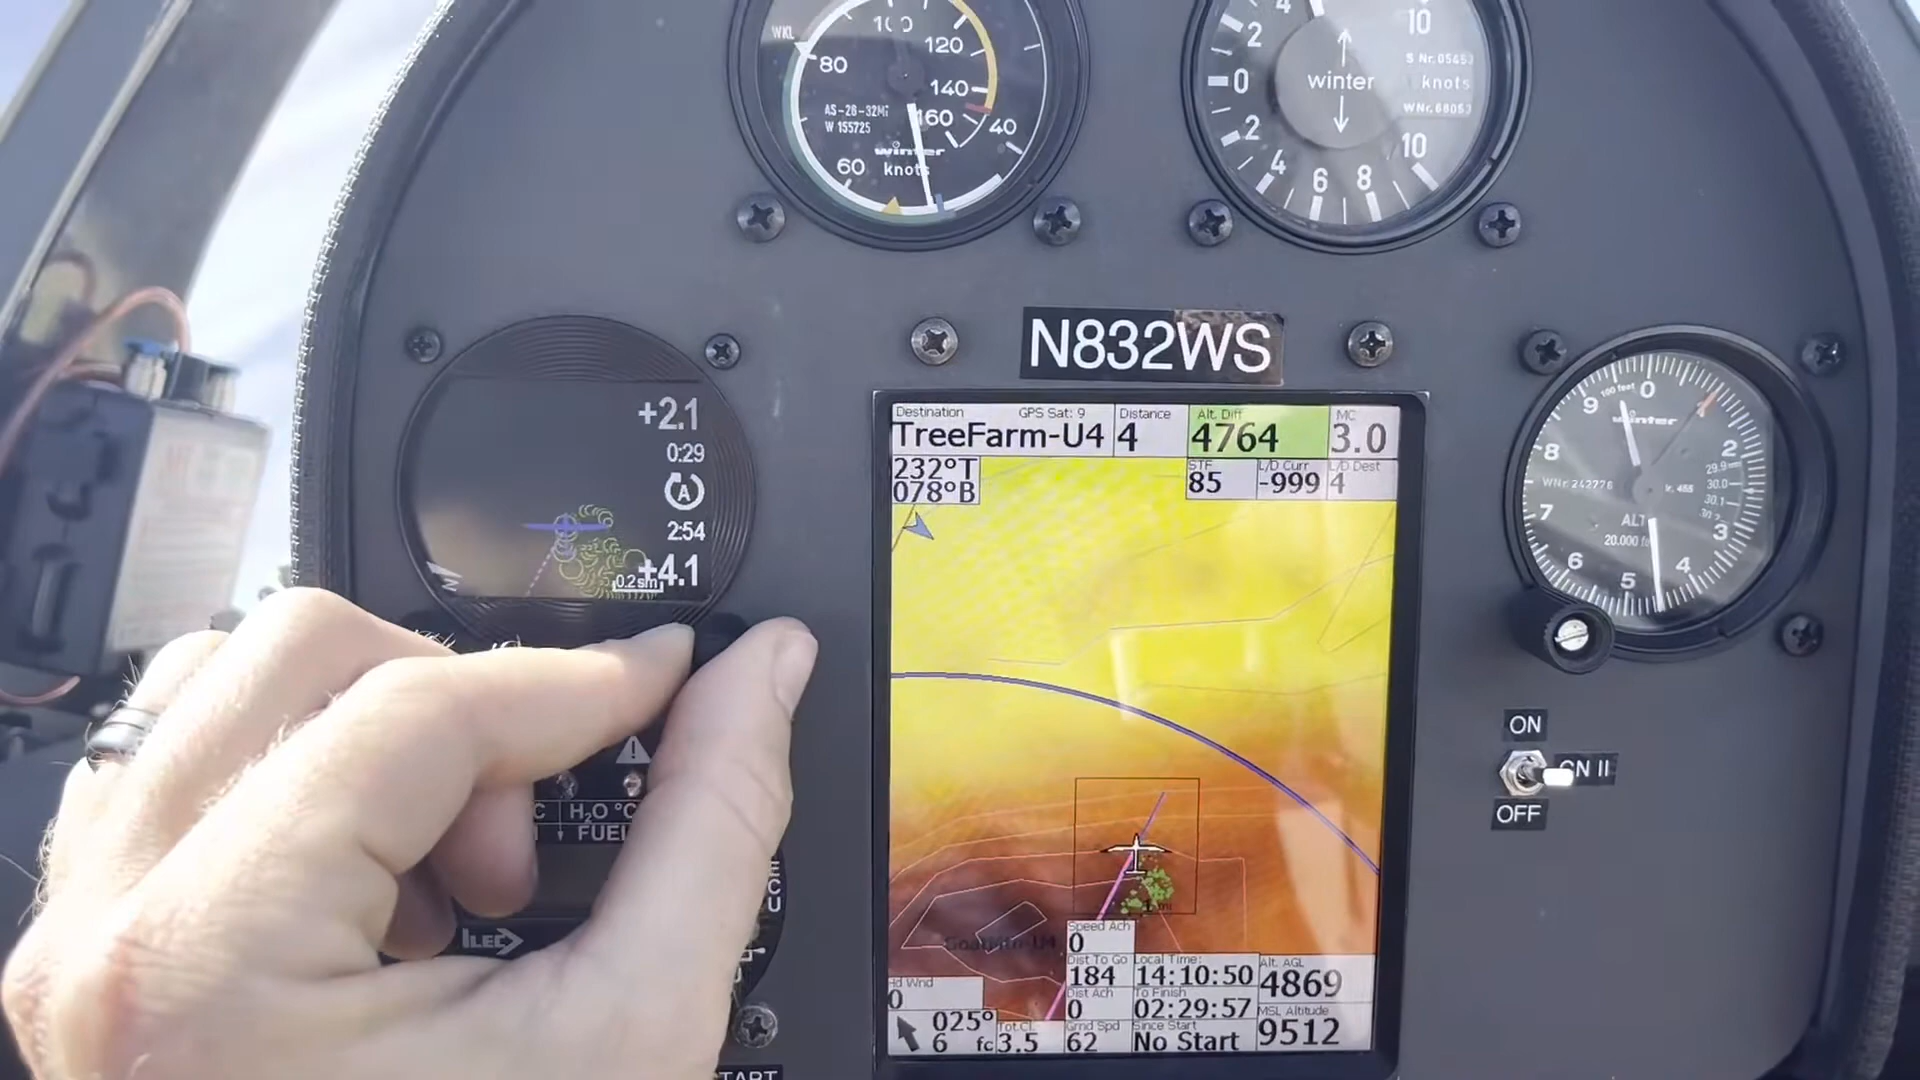 WKL
100
120
80
140
AS-28-32Mi
W 155725
160
40
winter
60
knots
4
10
2
S Nr.05453
0
winter
knots
WNr.68053
2
10
4
6
8
N832WS
+2.1
0:29
A
2:54
+4.1
0.2sm
N
Destination
GPS Sat: 9
Distance
Alt. Diff
MC
TreeFarm-U4
4
4764
3.0
232°T
078°B
STF
L/D Curr
L/D Dest
85
-999
4
9
100 feet
0
winter
8
2
29.9
30.0
30.1
WNr.242776
7
ALT
3
20.000
6
5
4
ON
ON II
OFF
C
H₂O °C
FUEL
ECU
ILEC
Speed Ach
0
Dist To Go
Local Time:
Alt. AGL
184
14:10:50
4869
Hd Wnd
0
Dist Ach
To Finish
0
02:29:57
MSL Altitude
9512
025°
6
Tot.Cl.
fc3.5
Grnd Spd
62
Since Start
No Start
START